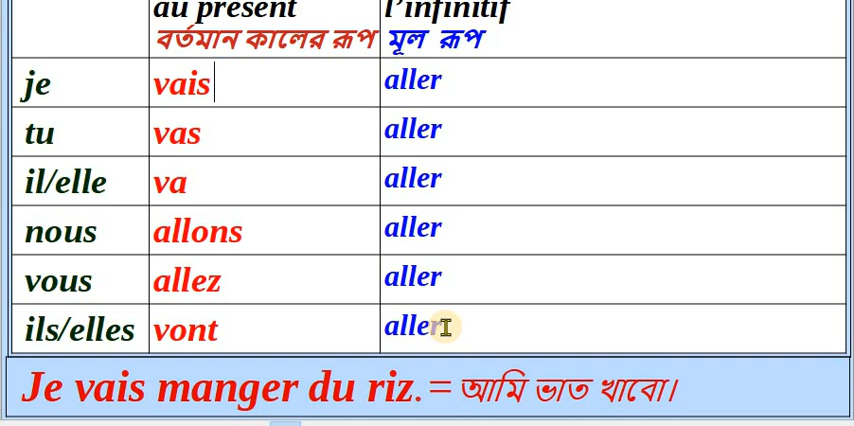 au présent l'infinitif
বর্তমান কালের রূপ মূল রূপ
je vais aller
tu vas aller
il/elle va aller
nous allons aller
vous allez aller
ils/elles vont aller
Je vais manger du riz. = আমি ভাত খাবো।